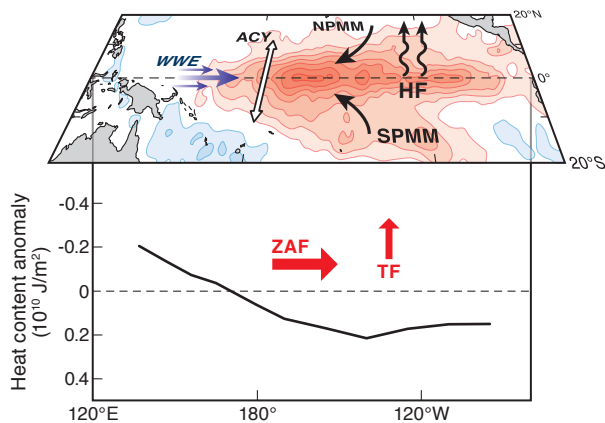 20°N
NPMM
ACY
WWE
0°
HF
SPMM
20°S
Heat content anomaly
(10¹⁰ J/m²)
-0.4
-0.2
0
0.2
0.4
ZAF
TF
120°E
180°
120°W